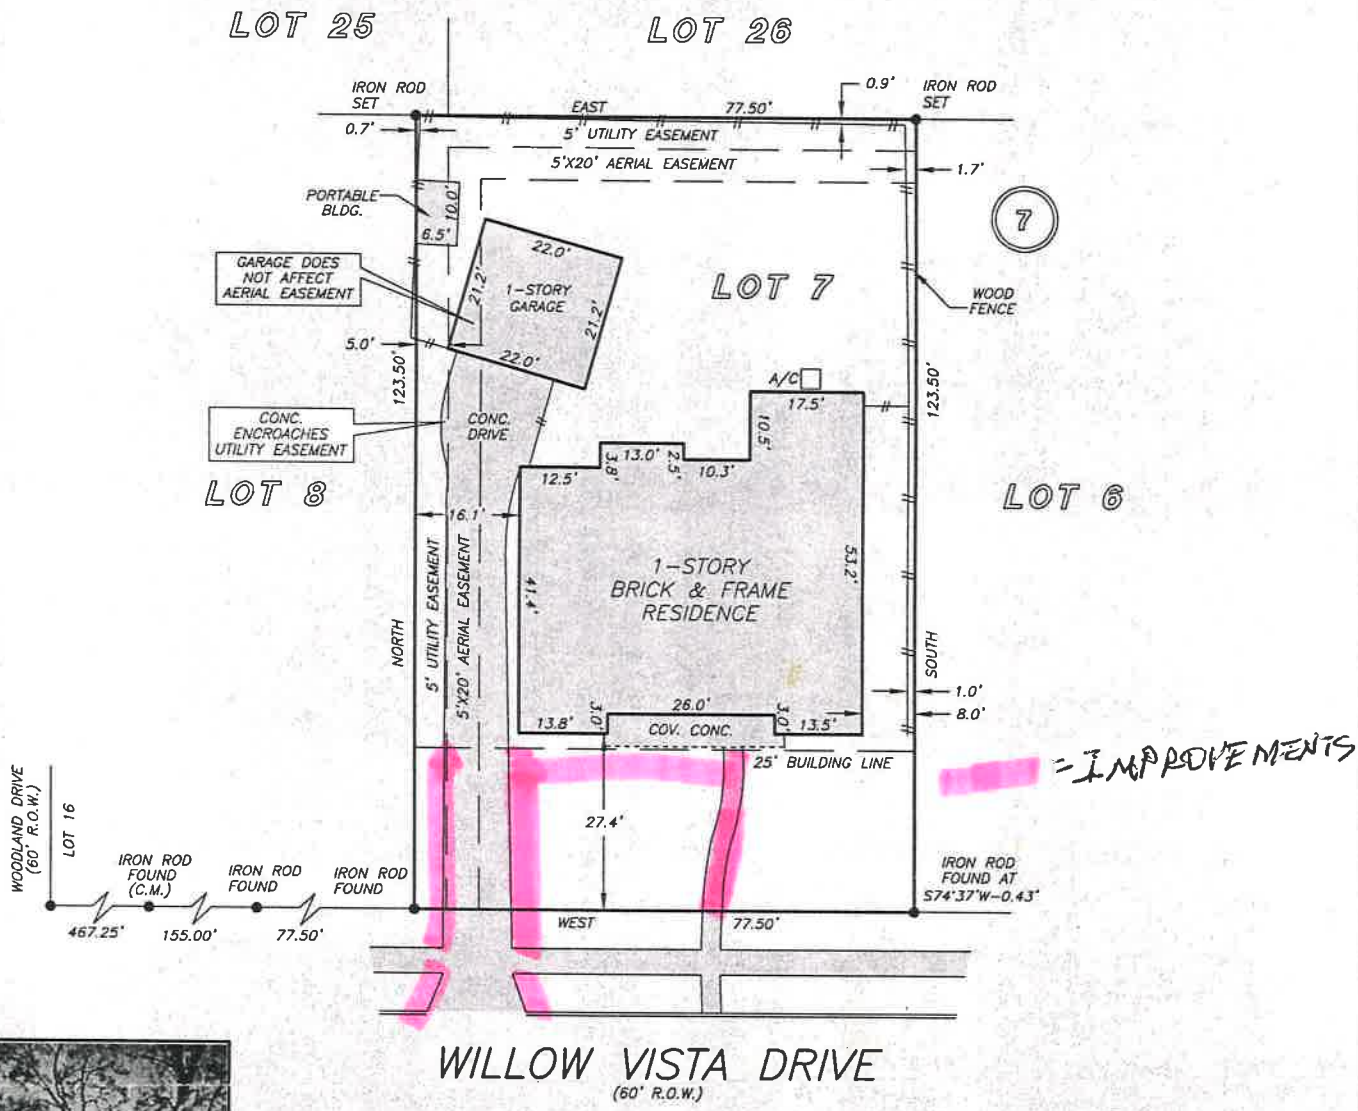 LOT 25
LOT 26
IRON ROD
SET
0.9'
IRON ROD
SET
EAST
77.50'
0.7'
5' UTILITY EASEMENT
5'X20' AERIAL EASEMENT
1.7'
PORTABLE
BLDG.
10.0'
6.5'
7
22.0'
GARAGE DOES
NOT AFFECT
AERIAL EASEMENT
21.2'
1-STORY
GARAGE
21.2'
LOT 7
WOOD
FENCE
5.0'
22.0'
123.50'
A/C
17.5'
123.50'
CONC.
ENCROACHES
UTILITY EASEMENT
CONC.
DRIVE
10.5'
13.0'
3.8'
2.5'
10.3'
12.5'
LOT 8
LOT 6
16.1'
5' UTILITY EASEMENT
5'X20' AERIAL EASEMENT
41.4'
1-STORY
BRICK & FRAME
RESIDENCE
53.2'
NORTH
SOUTH
1.0'
26.0'
8.0'
13.8'
3.0'
COV. CONC.
3.0'
13.5'
25' BUILDING LINE
= IMPROVEMENTS
27.4'
WOODLAND DRIVE
(60' R.O.W.)
LOT 16
IRON ROD
FOUND
(C.M.)
IRON ROD
FOUND
IRON ROD
FOUND
IRON ROD
FOUND AT
S74°37'W-0.43'
467.25'
155.00'
77.50'
WEST
77.50'
WILLOW VISTA DRIVE
(60' R.O.W.)